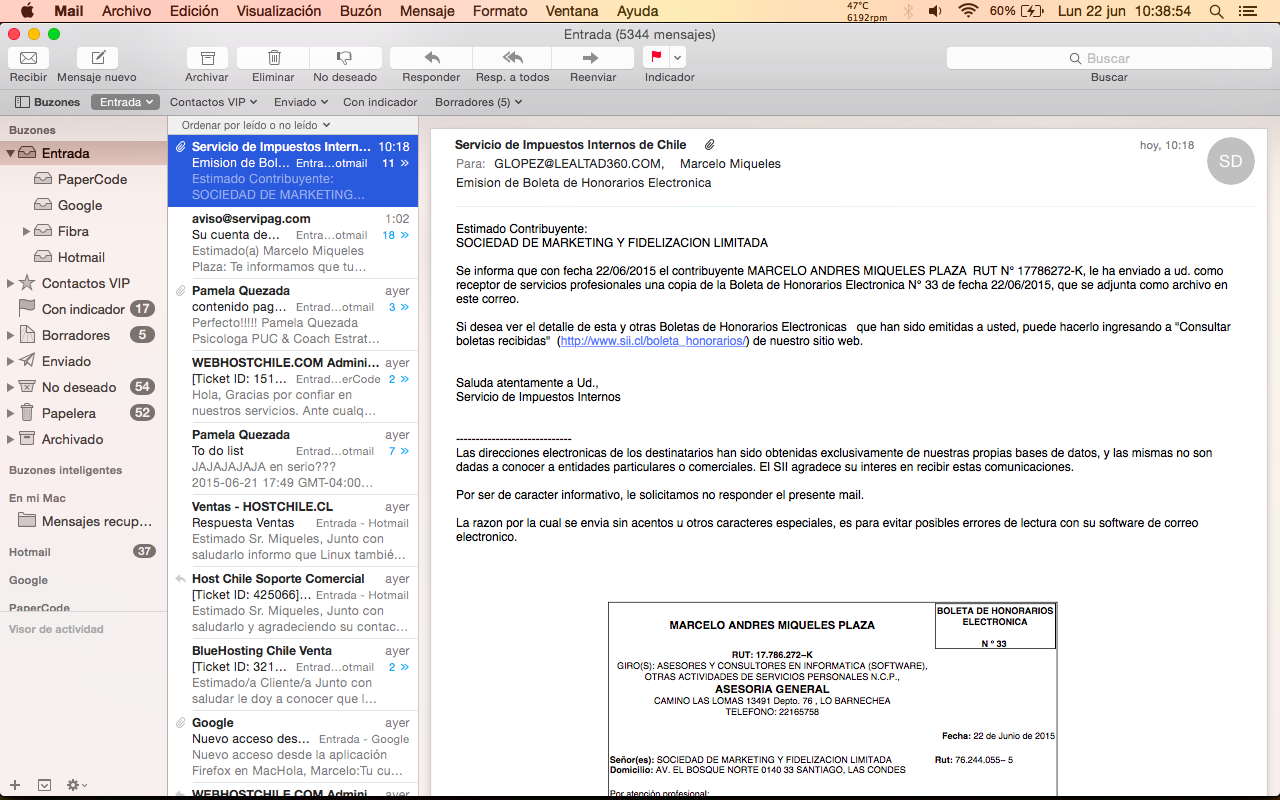 Mail Archivo Edición Visualización Buzón Mensaje Formato Ventana Ayuda 47°C 6192rpm 60% Lun 22 jun 10:38:54
Entrada (5344 mensajes)
Buscar
Recibir Mensaje nuevo Archivar Eliminar No deseado Responder Resp. a todos Reenviar Indicador Buscar
Buzones Entrada Contactos VIP Enviado Con indicador Borradores (5)
Buzones
Entrada
PaperCode
Google
Fibra
Hotmail
Contactos VIP
Con indicador 17
Borradores 5
Enviado
No deseado 54
Papelera 52
Archivado
Buzones inteligentes
En mi Mac
Mensajes recup…
Hotmail 37
Google
PaperCode
Visor de actividad
Ordenar por leído o no leído
Servicio de Impuestos Intern… 10:18
Emision de Bol… Entra…otmail 11 »
Estimado Contribuyente:
SOCIEDAD DE MARKETING…
aviso@servipag.com 1:02
Su cuenta de… Entra…otmail 18 »
Estimado(a) Marcelo Miqueles
Plaza: Te informamos que tu…
Pamela Quezada ayer
contenido pag… Entra…otmail 3 »
Perfecto!!!!! Pamela Quezada
Psicologa PUC & Coach Estrat…
WEBHOSTCHILE.COM Admini… ayer
[Ticket ID: 151… Entrad…erCode 2 »
Hola, Gracias por confiar en
nuestros servicios. Ante cualq…
Pamela Quezada ayer
To do list Entrad…otmail 7 »
JAJAJAJAJA en serio???
2015-06-21 17:49 GMT-04:00…
Ventas - HOSTCHILE.CL ayer
Respuesta Ventas Entrada - Hotmail
Estimado Sr. Miqueles, Junto con
saludarlo informo que Linux tambié…
Host Chile Soporte Comercial ayer
[Ticket ID: 425066]… Entrada - Hotmail
Estimado Sr. Miqueles, Junto con
saludarlo y agradeciendo su contac…
BlueHosting Chile Venta ayer
[Ticket ID: 321… Entrad…otmail 2 »
Estimado/a Cliente/a Junto con
saludar le doy a conocer que l…
Google ayer
Nuevo acceso des… Entrada - Google
Nuevo acceso desde la aplicación
Firefox en MacHola, Marcelo:Tu cu…
WEBHOSTCHILE.COM Admini… ayer
Servicio de Impuestos Internos de Chile hoy, 10:18
SD
Para: GLOPEZ@LEALTAD360.COM, Marcelo Miqueles
Emision de Boleta de Honorarios Electronica
Estimado Contribuyente:
SOCIEDAD DE MARKETING Y FIDELIZACION LIMITADA
Se informa que con fecha 22/06/2015 el contribuyente MARCELO ANDRES MIQUELES PLAZA RUT N° 17786272-K, le ha enviado a ud. como
receptor de servicios profesionales una copia de la Boleta de Honorarios Electronica N° 33 de fecha 22/06/2015, que se adjunta como archivo en
este correo.
Si desea ver el detalle de esta y otras Boletas de Honorarios Electronicas que han sido emitidas a usted, puede hacerlo ingresando a "Consultar
boletas recibidas" (http://www.sii.cl/boleta_honorarios/) de nuestro sitio web.
Saluda atentamente a Ud.,
Servicio de Impuestos Internos
-----------------------------
Las direcciones electronicas de los destinatarios han sido obtenidas exclusivamente de nuestras propias bases de datos, y las mismas no son
dadas a conocer a entidades particulares o comerciales. El SII agradece su interes en recibir estas comunicaciones.
Por ser de caracter informativo, le solicitamos no responder el presente mail.
La razon por la cual se envia sin acentos u otros caracteres especiales, es para evitar posibles errores de lectura con su software de correo
electronico.
BOLETA DE HONORARIOS
ELECTRONICA
N ° 33
MARCELO ANDRES MIQUELES PLAZA
RUT: 17.786.272–K
GIRO(S): ASESORES Y CONSULTORES EN INFORMATICA (SOFTWARE),
OTRAS ACTIVIDADES DE SERVICIOS PERSONALES N.C.P.,
ASESORIA GENERAL
CAMINO LAS LOMAS 13491 Depto. 76 , LO BARNECHEA
TELEFONO: 22165758
Fecha: 22 de Junio de 2015
Señor(es): SOCIEDAD DE MARKETING Y FIDELIZACION LIMITADA Rut: 76.244.055– 5
Domicilio: AV. EL BOSQUE NORTE 0140 33 SANTIAGO, LAS CONDES
Por atención profesional: